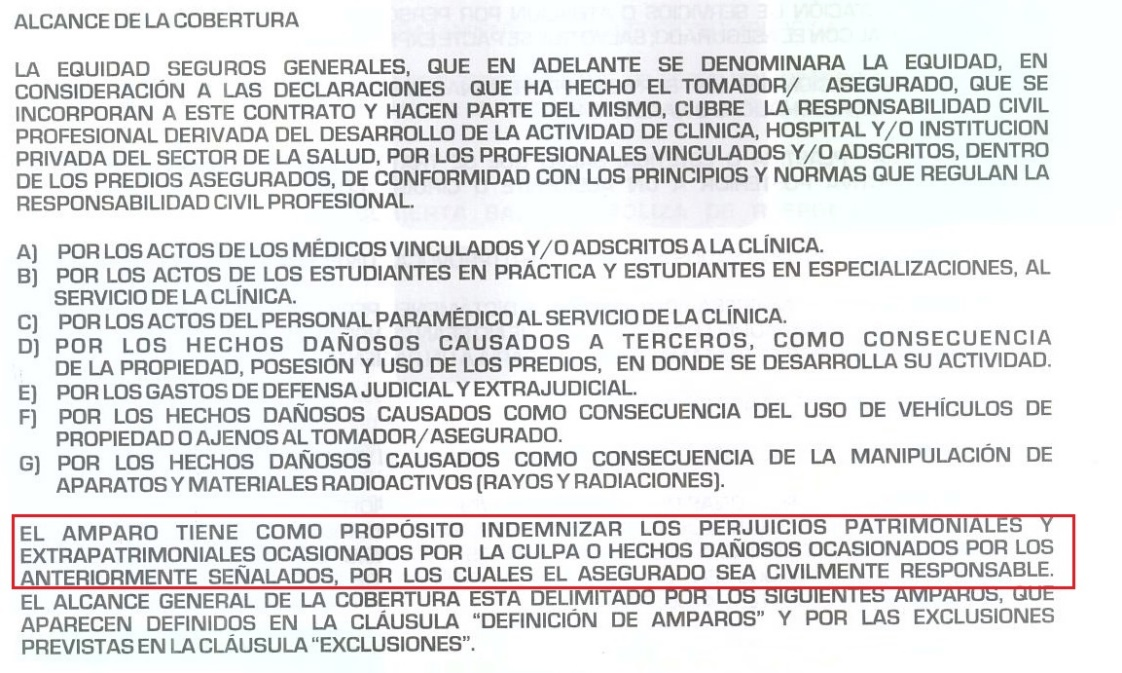 ALCANCE DE LA COBERTURA
LA EQUIDAD SEGUROS GENERALES, QUE EN ADELANTE SE DENOMINARA LA EQUIDAD, EN
CONSIDERACIÓN A LAS DECLARACIONES QUE HA HECHO EL TOMADOR/ ASEGURADO, QUE SE
INCORPORAN A ESTE CONTRATO Y HACEN PARTE DEL MISMO, CUBRE LA RESPONSABILIDAD CIVIL
PROFESIONAL DERIVADA DEL DESARROLLO DE LA ACTIVIDAD DE CLINICA, HOSPITAL Y/O INSTITUCION
PRIVADA DEL SECTOR DE LA SALUD, POR LOS PROFESIONALES VINCULADOS Y/O ADSCRITOS, DENTRO
DE LOS PREDIOS ASEGURADOS, DE CONFORMIDAD CON LOS PRINCIPIOS Y NORMAS QUE REGULAN LA
RESPONSABILIDAD CIVIL PROFESIONAL.
A) POR LOS ACTOS DE LOS MÉDICOS VINCULADOS Y/O ADSCRITOS A LA CLÍNICA.
B) POR LOS ACTOS DE LOS ESTUDIANTES EN PRÁCTICA Y ESTUDIANTES EN ESPECIALIZACIONES, AL
SERVICIO DE LA CLÍNICA.
C) POR LOS ACTOS DEL PERSONAL PARAMÉDICO AL SERVICIO DE LA CLÍNICA.
D) POR LOS HECHOS DAÑOSOS CAUSADOS A TERCEROS, COMO CONSECUENCIA
DE LA PROPIEDAD, POSESIÓN Y USO DE LOS PREDIOS, EN DONDE SE DESARROLLA SU ACTIVIDAD.
E) POR LOS GASTOS DE DEFENSA JUDICIAL Y EXTRAJUDICIAL.
F) POR LOS HECHOS DAÑOSOS CAUSADOS COMO CONSECUENCIA DEL USO DE VEHÍCULOS DE
PROPIEDAD O AJENOS AL TOMADOR/ASEGURADO.
G) POR LOS HECHOS DAÑOSOS CAUSADOS COMO CONSECUENCIA DE LA MANIPULACIÓN DE
APARATOS Y MATERIALES RADIOACTIVOS (RAYOS Y RADIACIONES).
EL AMPARO TIENE COMO PROPÓSITO INDEMNIZAR LOS PERJUICIOS PATRIMONIALES Y
EXTRAPATRIMONIALES OCASIONADOS POR LA CULPA O HECHOS DAÑOSOS OCASIONADOS POR LOS
ANTERIORMENTE SEÑALADOS, POR LOS CUALES EL ASEGURADO SEA CIVILMENTE RESPONSABLE.
EL ALCANCE GENERAL DE LA COBERTURA ESTA DELIMITADO POR LOS SIGUIENTES AMPAROS, QUE
APARECEN DEFINIDOS EN LA CLÁUSULA "DEFINICIÓN DE AMPAROS" Y POR LAS EXCLUSIONES
PREVISTAS EN LA CLÁUSULA "EXCLUSIONES".